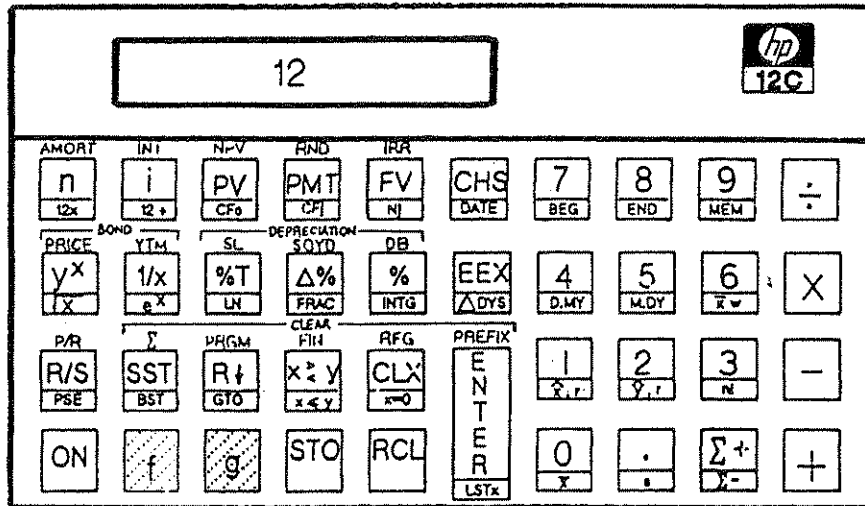 12
hp
12C
AMORT INT NPV RND IRR
n i PV PMT FV CHS 7 8 9 ÷
12x 12÷ CFo CFj Nj DATE BEG END MEM
BOND DEPRECIATION
PRICE YTM SL SOYD DB
y^x 1/x %T Δ% % EEX 4 5 6 X
√x e^x LN FRAC INTG ΔDYS D.MY M.DY x̄w
CLEAR
P/R Σ PRGM FIN REG PREFIX
R/S SST R↓ x≷y CLX ENTER 1 2 3 −
PSE BST GTO x≤y x=0 x̂,r ŷ,r n!
ON f g STO RCL 0 . Σ+ +
LSTx x̄ s Σ-